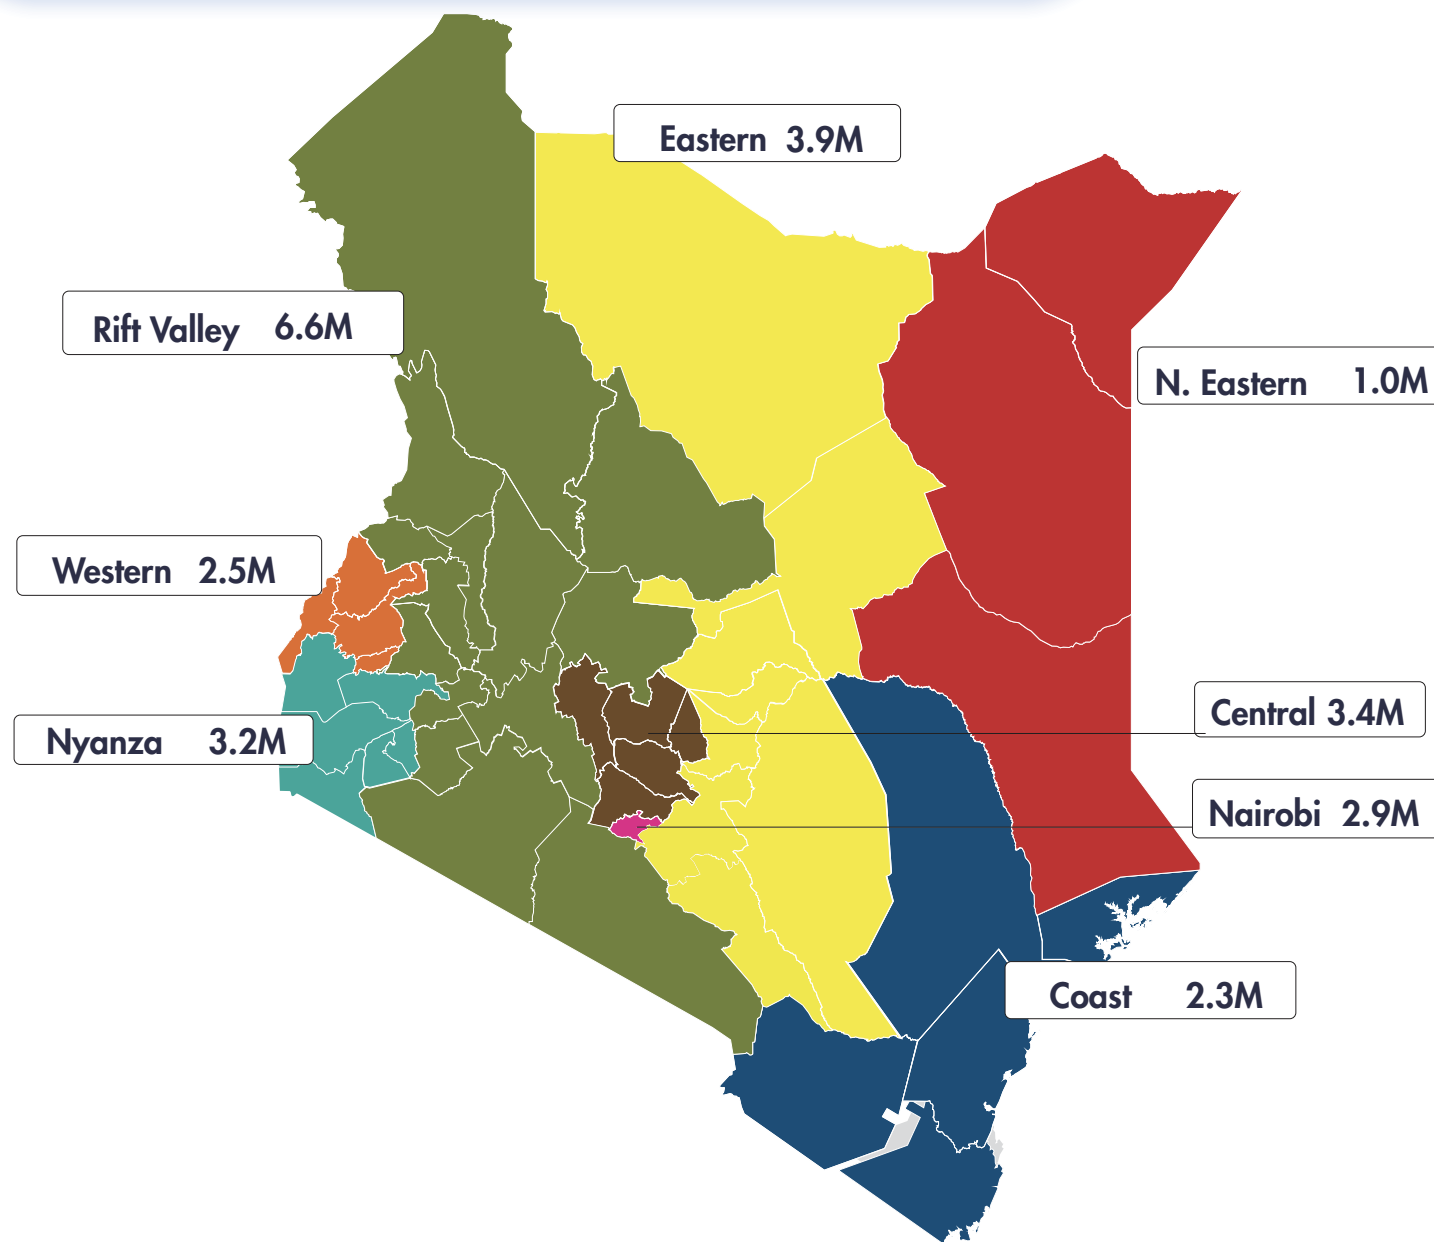 Eastern 3.9M
Rift Valley 6.6M
N. Eastern 1.0M
Western 2.5M
Central 3.4M
Nyanza 3.2M
Nairobi 2.9M
Coast 2.3M